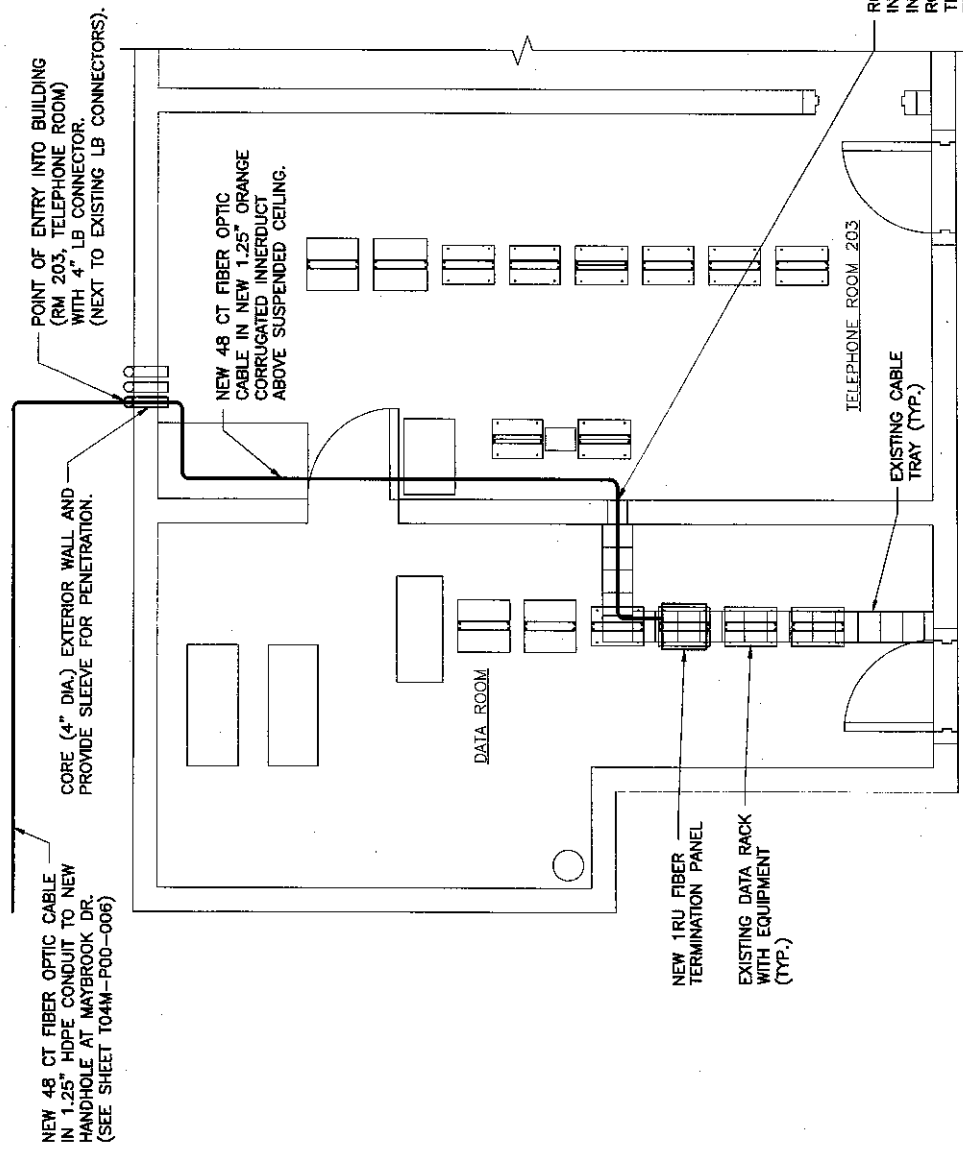 NEW 48 CT FIBER OPTIC CABLE
IN 1.25" HDPE CONDUIT TO NEW
HANDHOLE AT MAYBROOK DR.
(SEE SHEET T04M-P00-006)
CORE (4" DIA.) EXTERIOR WALL AND
PROVIDE SLEEVE FOR PENETRATION.
POINT OF ENTRY INTO BUILDING
(RM 203, TELEPHONE ROOM)
WITH 4" LB CONNECTOR.
(NEXT TO EXISTING LB CONNECTORS).
NEW 48 CT FIBER OPTIC
CABLE IN NEW 1.25" ORANGE
CORRUGATED INNERDUCT
ABOVE SUSPENDED CEILING.
DATA ROOM
TELEPHONE ROOM 203
NEW 1RU FIBER
TERMINATION PANEL
EXISTING DATA RACK
WITH EQUIPMENT
(TYP.)
EXISTING CABLE
TRAY (TYP.)